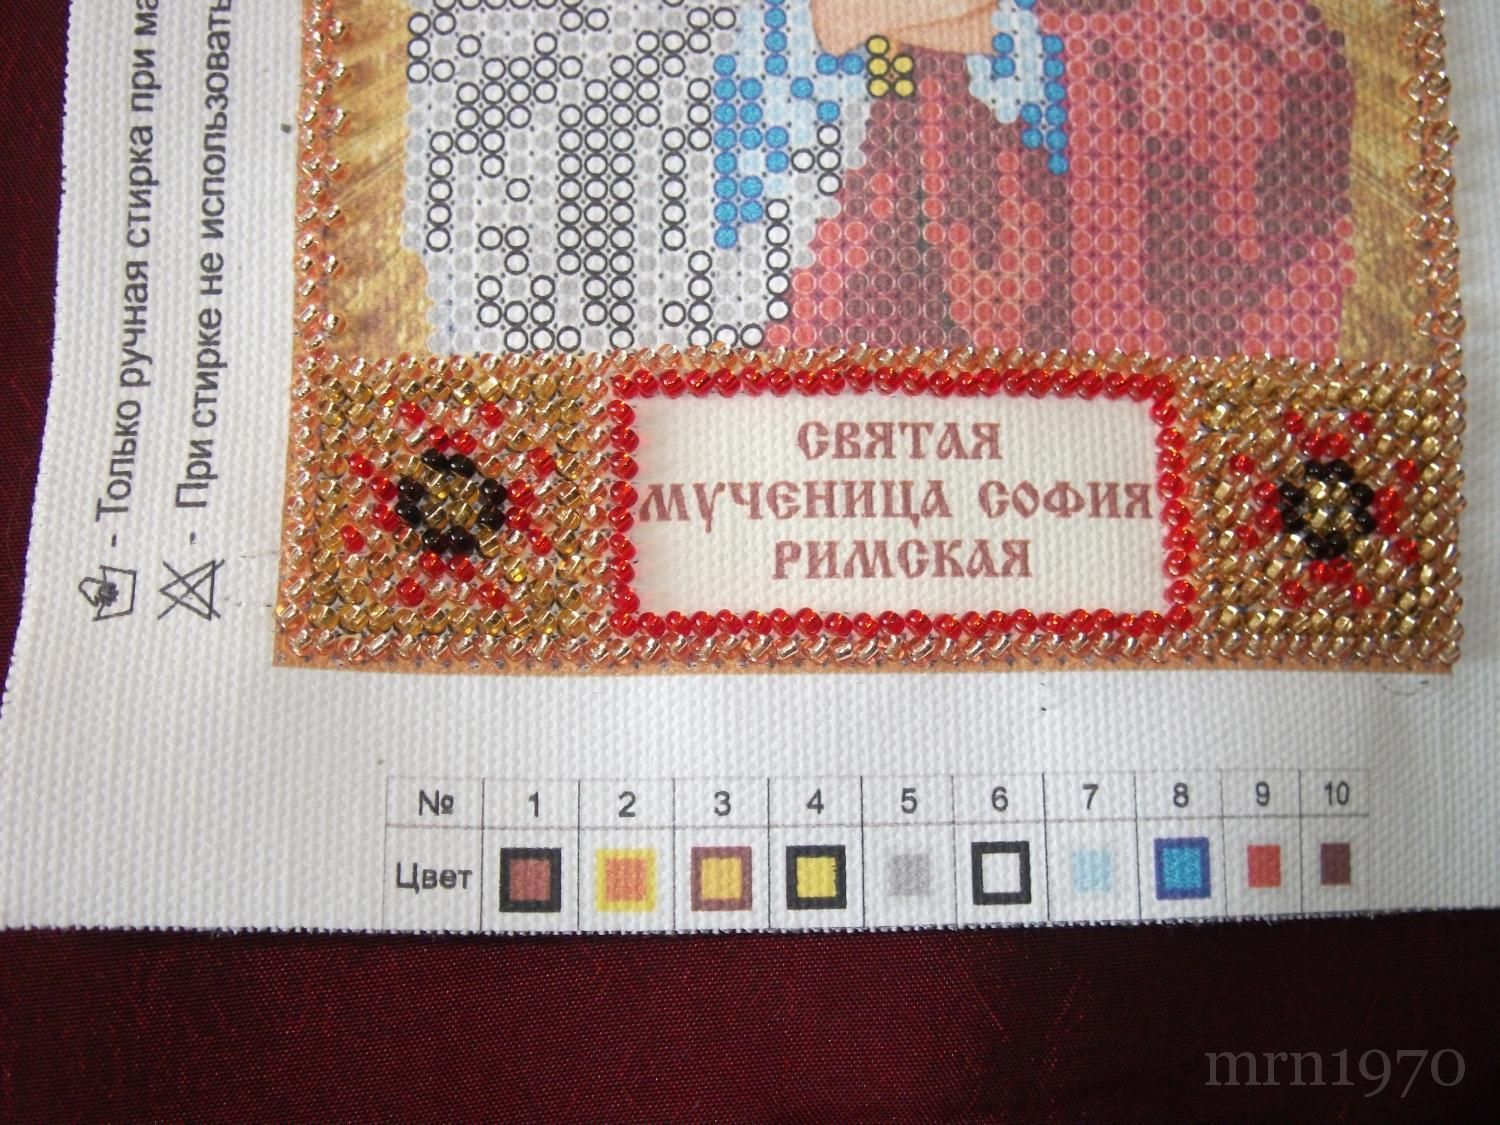 - Только ручная стирка при
- При стирке не использовать
СВЯТАЯ
МУЧЕНИЦА СОФИЯ
РИМСКАЯ
№ 1 2 3 4 5 6 7 8 9 10
Цвет
mrn1970